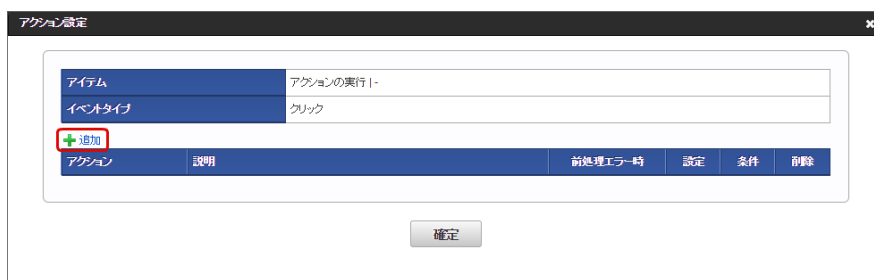 アクション設定
アイテム アクションの実行 | -
イベントタイプ クリック
追加
アクション 説明 前処理エラー時 設定 条件 削除
確定